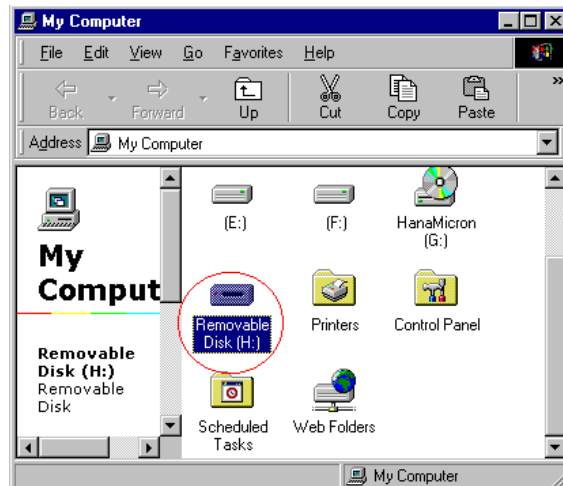 My Computer
File Edit View Go Favorites Help
Back Forward Up Cut Copy Paste »
Address My Computer
(E:) (F:) HanaMicron
(G:)
My
Comput
Removable
Disk (H:)
Printers Control Panel
Removable
Disk (H:)
Removable
Disk
Scheduled
Tasks
Web Folders
My Computer